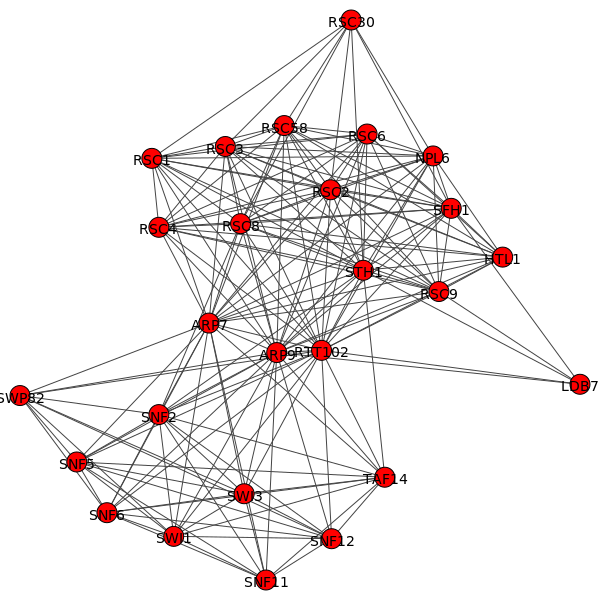 RSC30
RSC58
RSC6
RSC3
RSC1
NPL6
RSC2
SFH1
RSC4
RSC8
HTL1
STH1
RSC9
ARP7
ARP9
RTT102
LDB7
SWP82
SNF2
SNF5
TAF14
SWI3
SNF6
SWI1
SNF12
SNF11